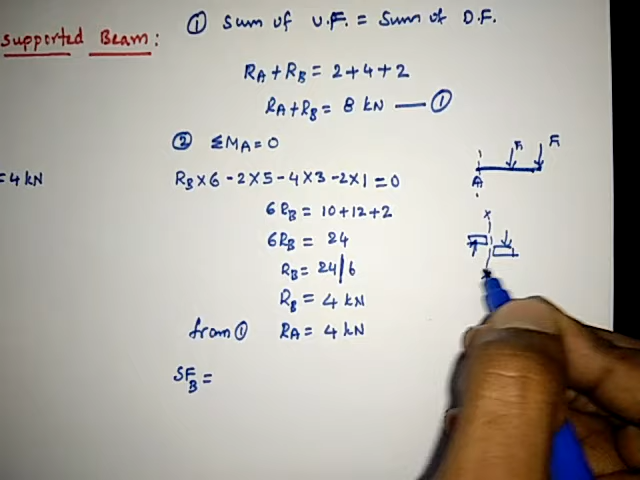 Supported Beam:
① Sum of U.F. = Sum of D.F.
RA+RB = 2+4+2
RA+RB = 8 kN — ①
② ΣMA=0
=4 kN
RB×6 -2×5-4×3-2×1=0
6RB = 10+12+2
6RB = 24
RB = 24/6
RB = 4 kN
from ① RA = 4 kN
SFB =
A
x